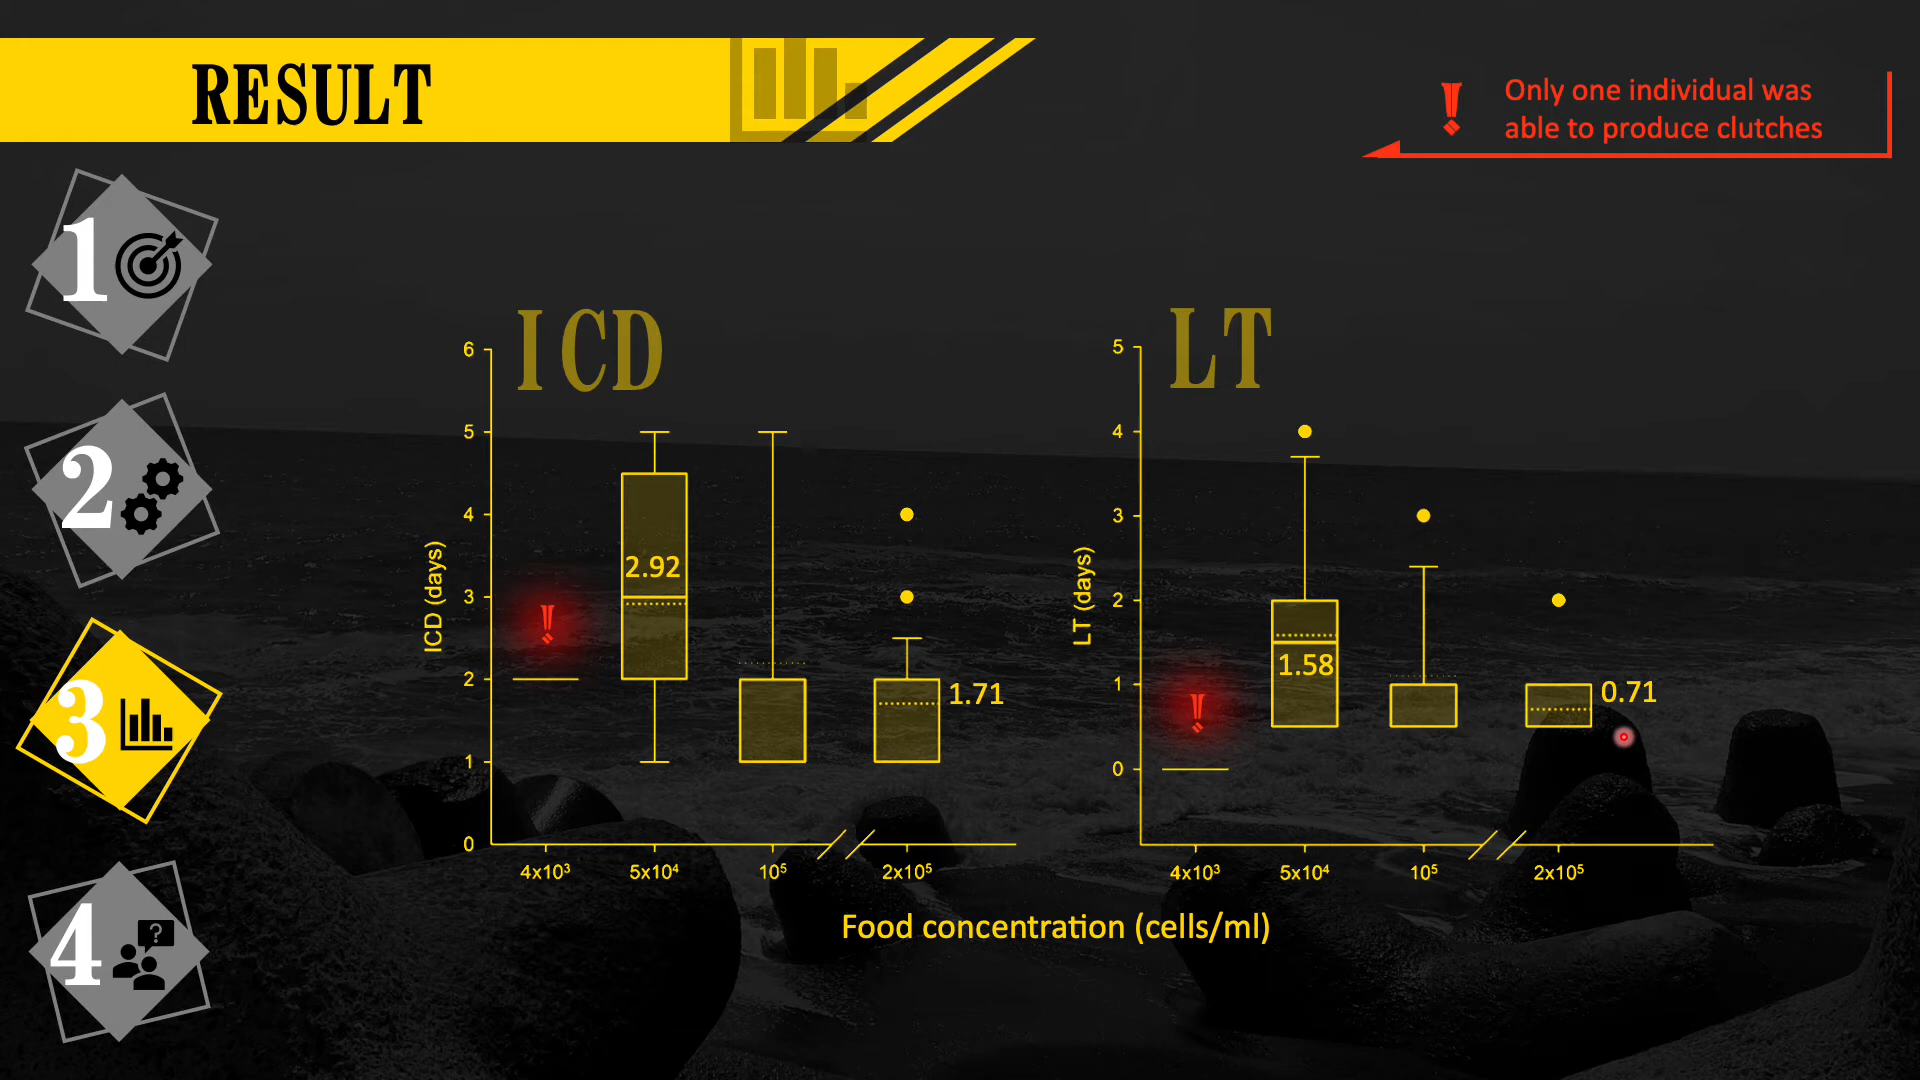 RESULT
! Only one individual was
able to produce clutches
1
2
3
4
?
ICD
6
5
4
3
2
1
0
ICD (days)
!
2.92
1.71
4x10³
5x10⁴
10⁵
2x10⁵
LT
5
4
3
2
1
0
LT (days)
!
1.58
0.71
4x10³
5x10⁴
10⁵
2x10⁵
Food concentration (cells/ml)